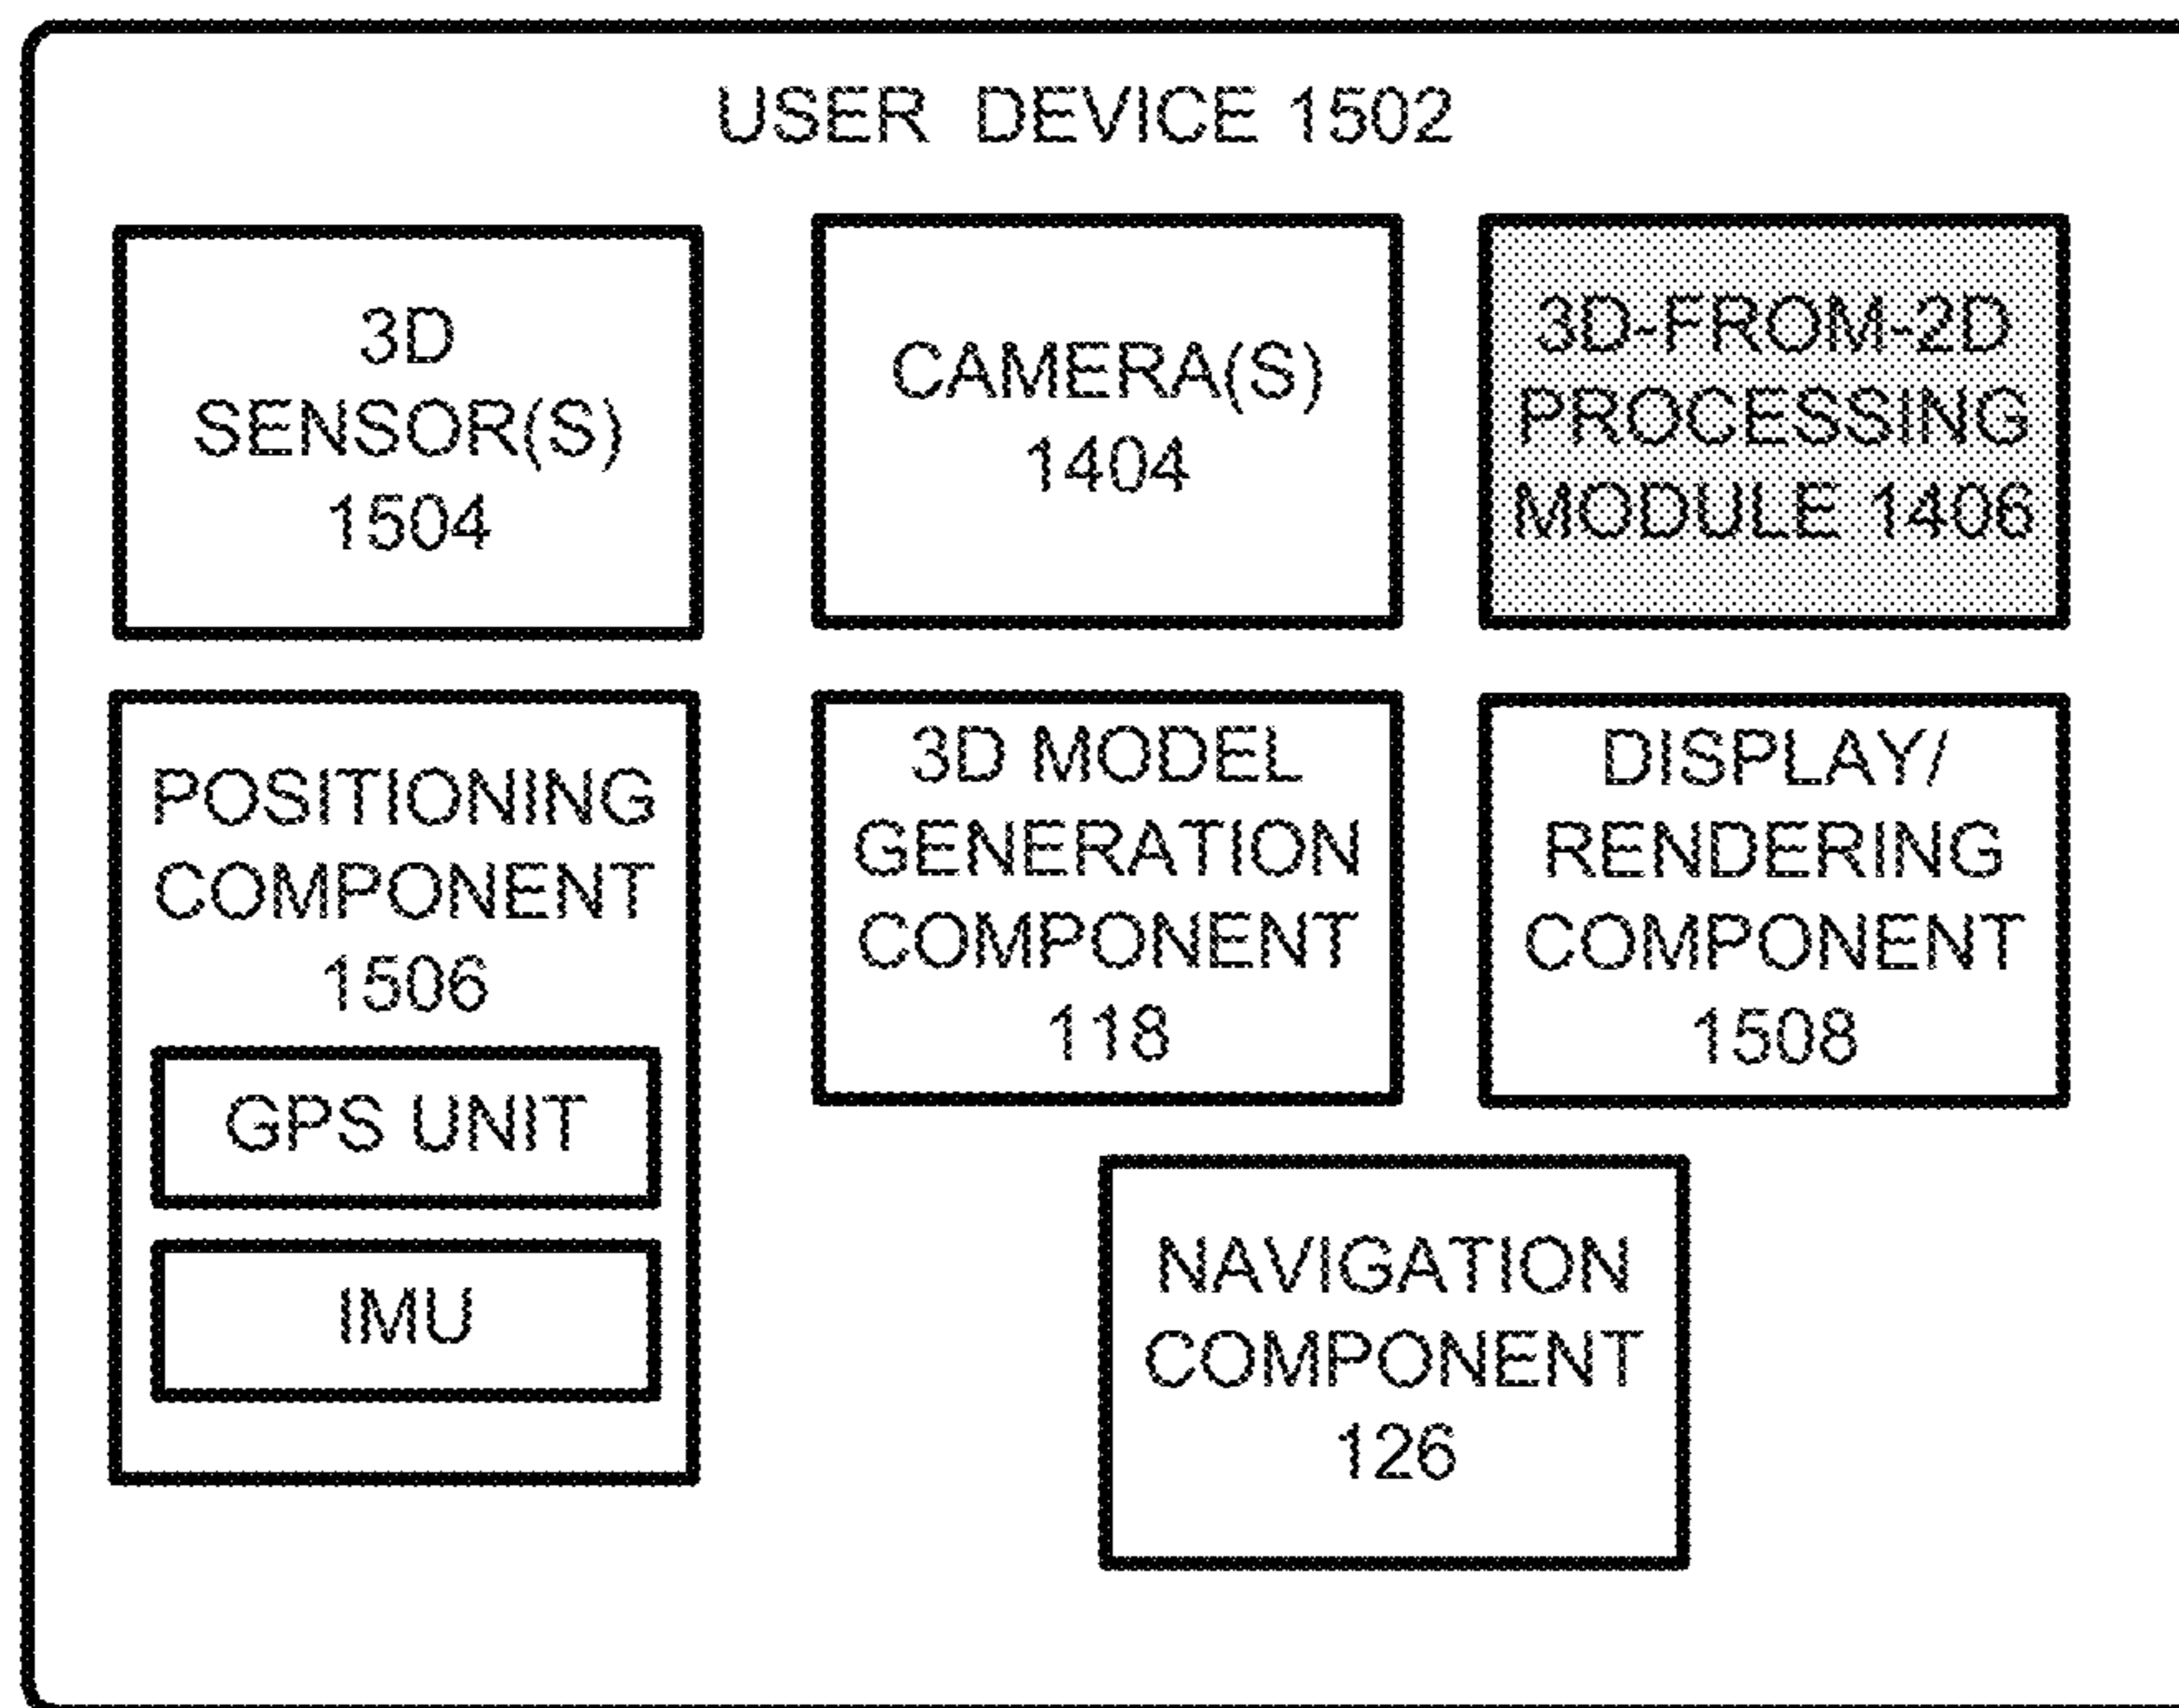 USER DEVICE 1502
3D
SENSOR(S)
1504
CAMERA(S)
1404
3D-FROM-2D
PROCESSING
MODULE 1406
POSITIONING
COMPONENT
1506
GPS UNIT
IMU
3D MODEL
GENERATION
COMPONENT
118
DISPLAY/
RENDERING
COMPONENT
1508
NAVIGATION
COMPONENT
126